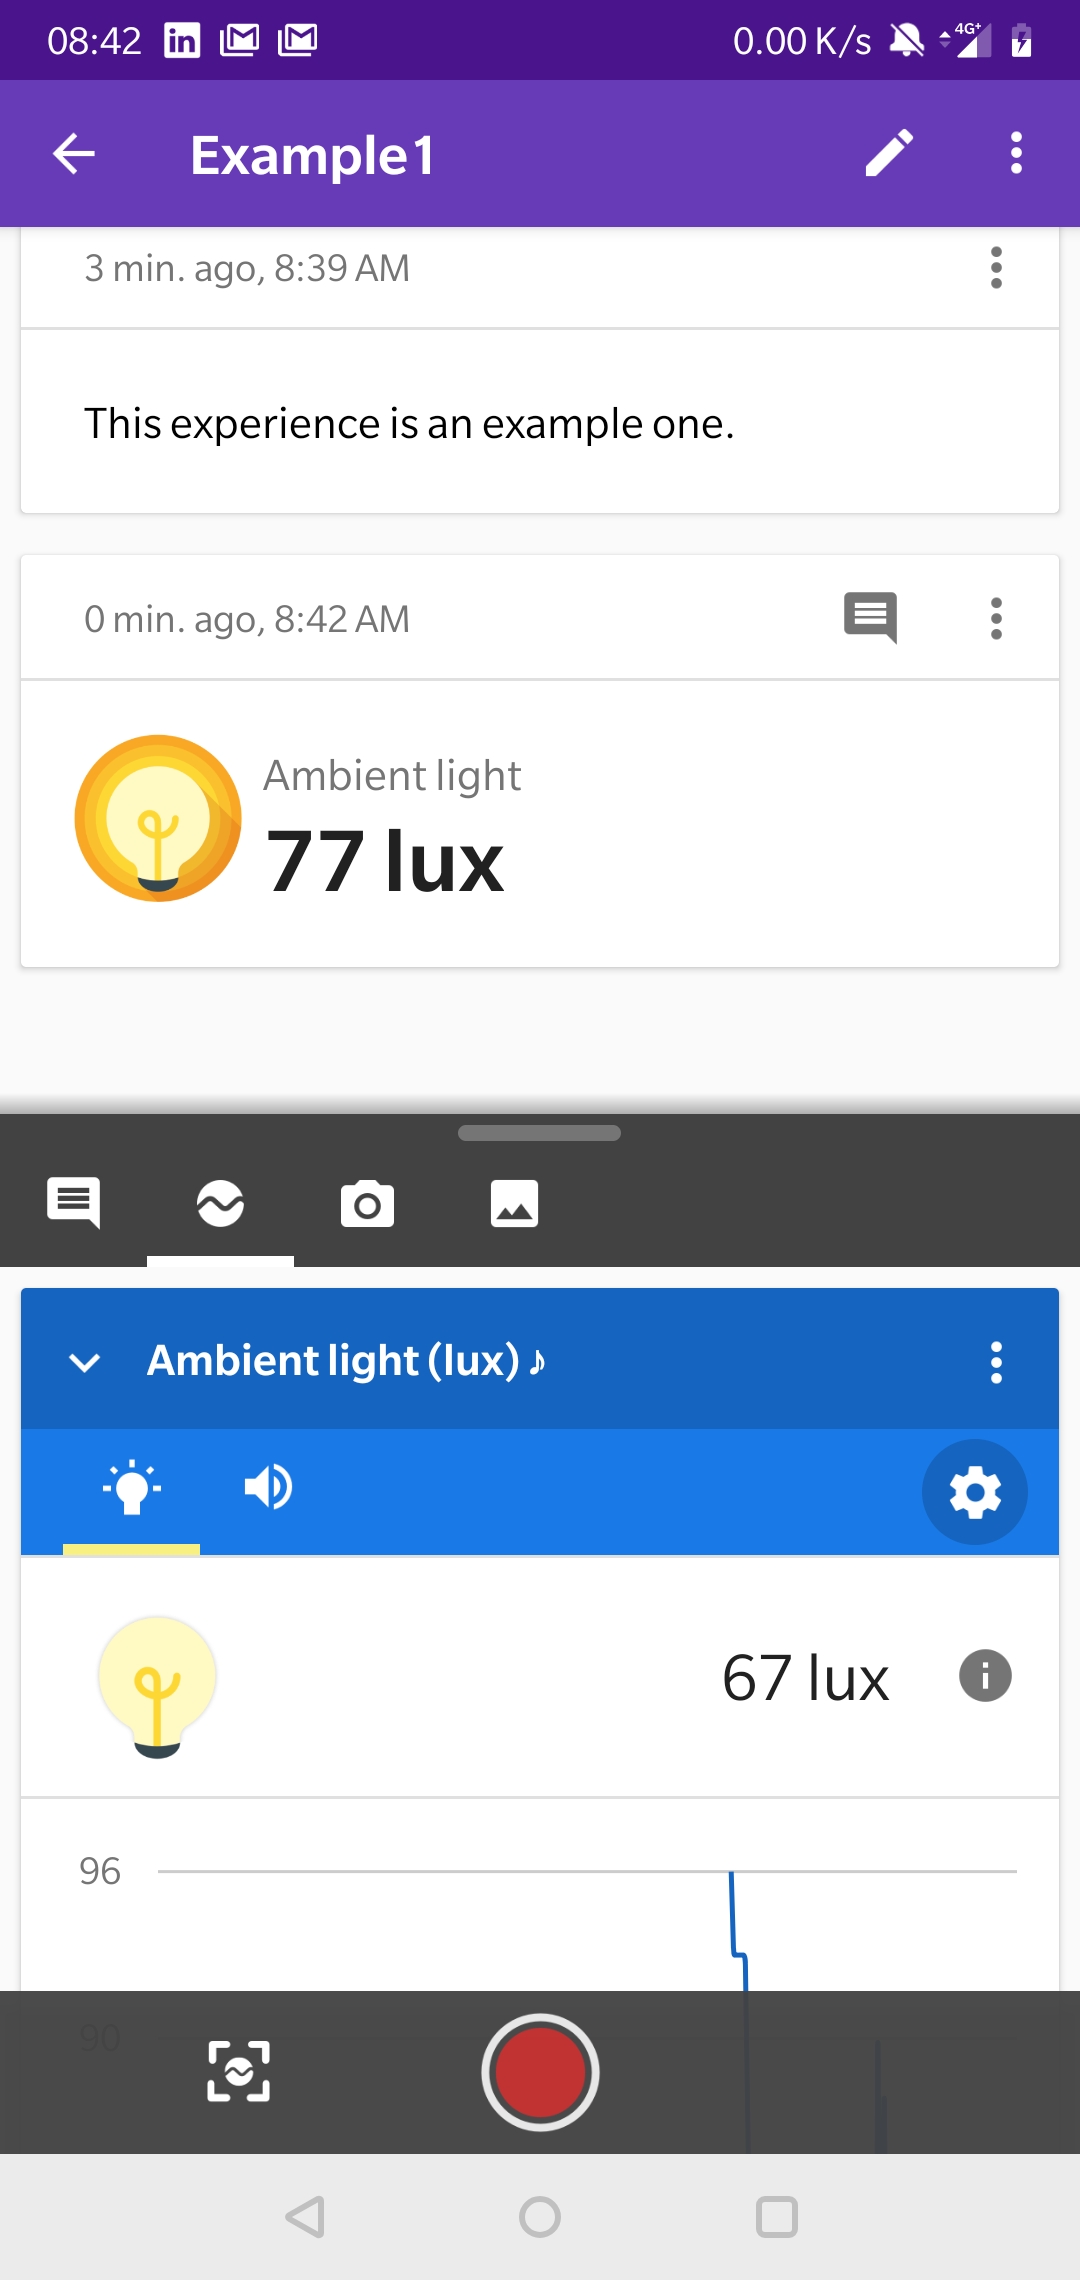 08:42 in 0.00 K/s 4G+
Example1
3 min. ago, 8:39 AM
This experience is an example one.
0 min. ago, 8:42 AM
Ambient light
77 lux
Ambient light (lux) ♪
67 lux
96
90